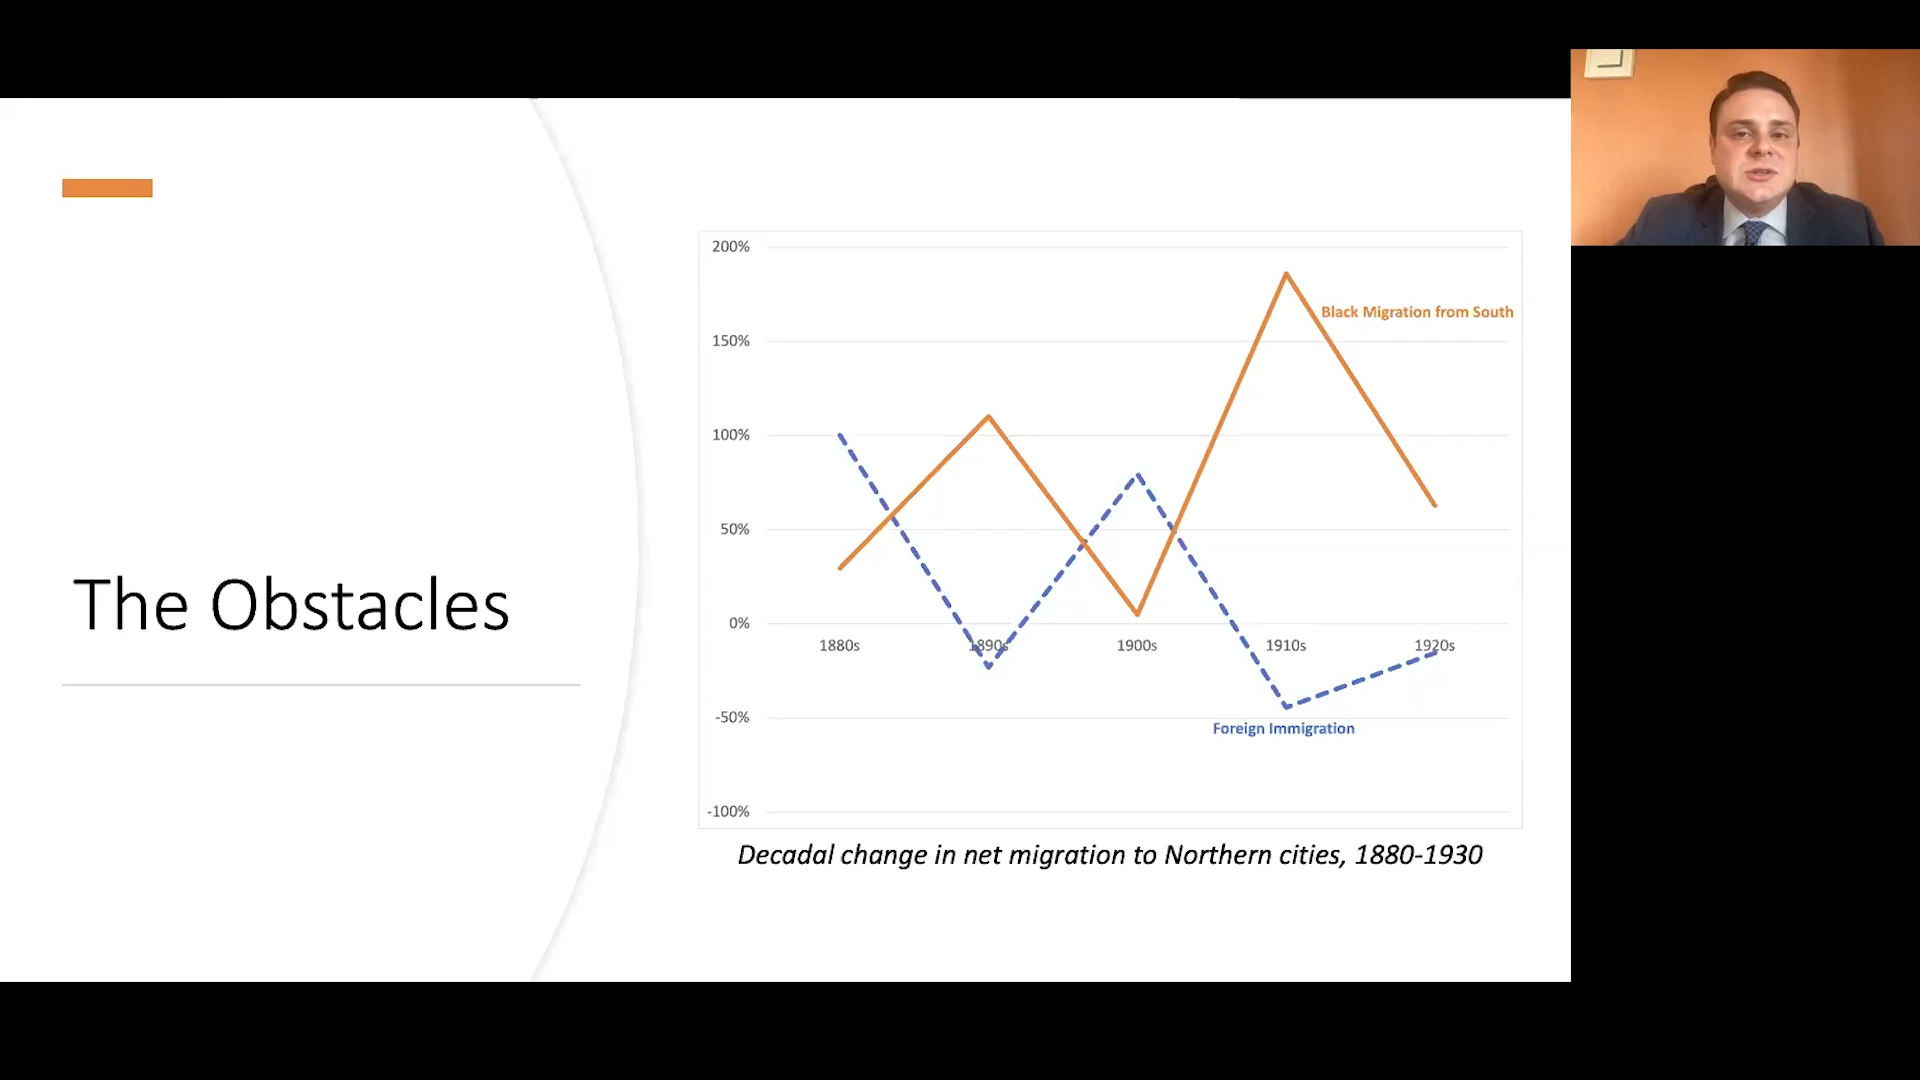 The Obstacles
200%
150%
100%
50%
0%
-50%
-100%
1880s
1890s
1900s
1910s
1920s
Black Migration from South
Foreign Immigration
Decadal change in net migration to Northern cities, 1880-1930